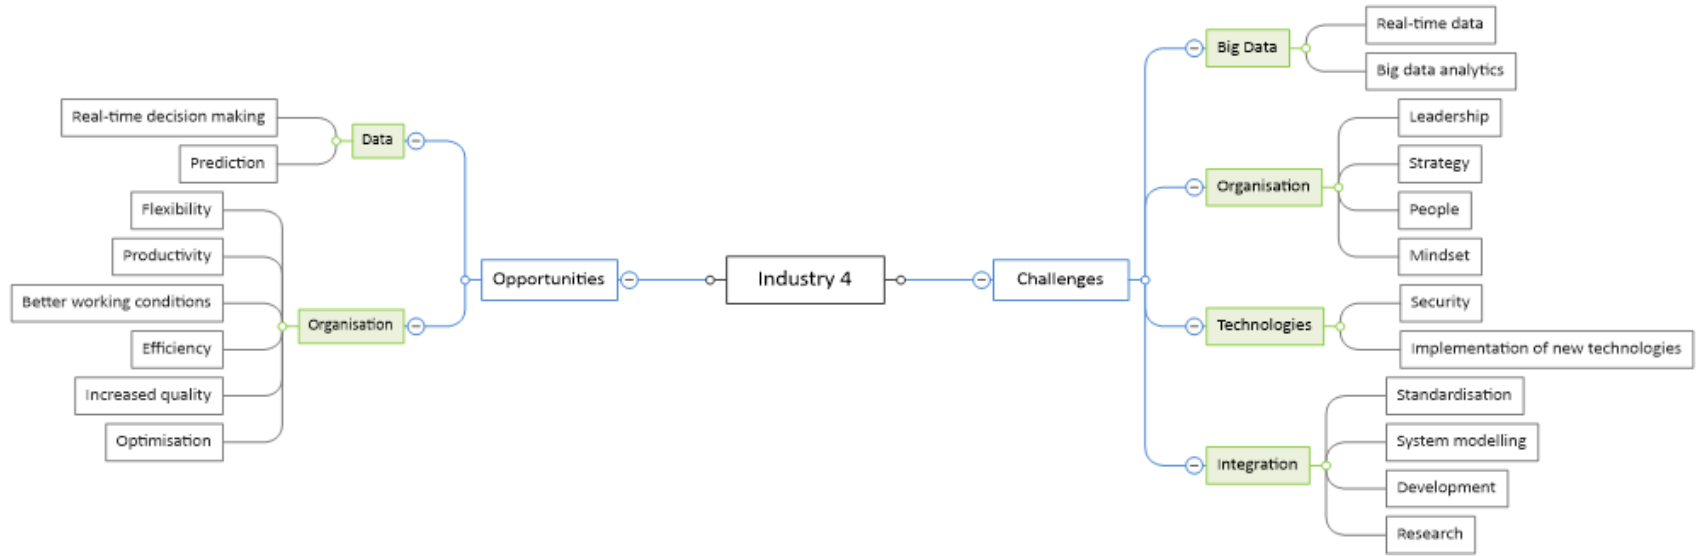 Industry 4
Opportunities
Data
Real-time decision making
Prediction
Organisation
Flexibility
Productivity
Better working conditions
Efficiency
Increased quality
Optimisation
Challenges
Big Data
Real-time data
Big data analytics
Organisation
Leadership
Strategy
People
Mindset
Technologies
Security
Implementation of new technologies
Integration
Standardisation
System modelling
Development
Research